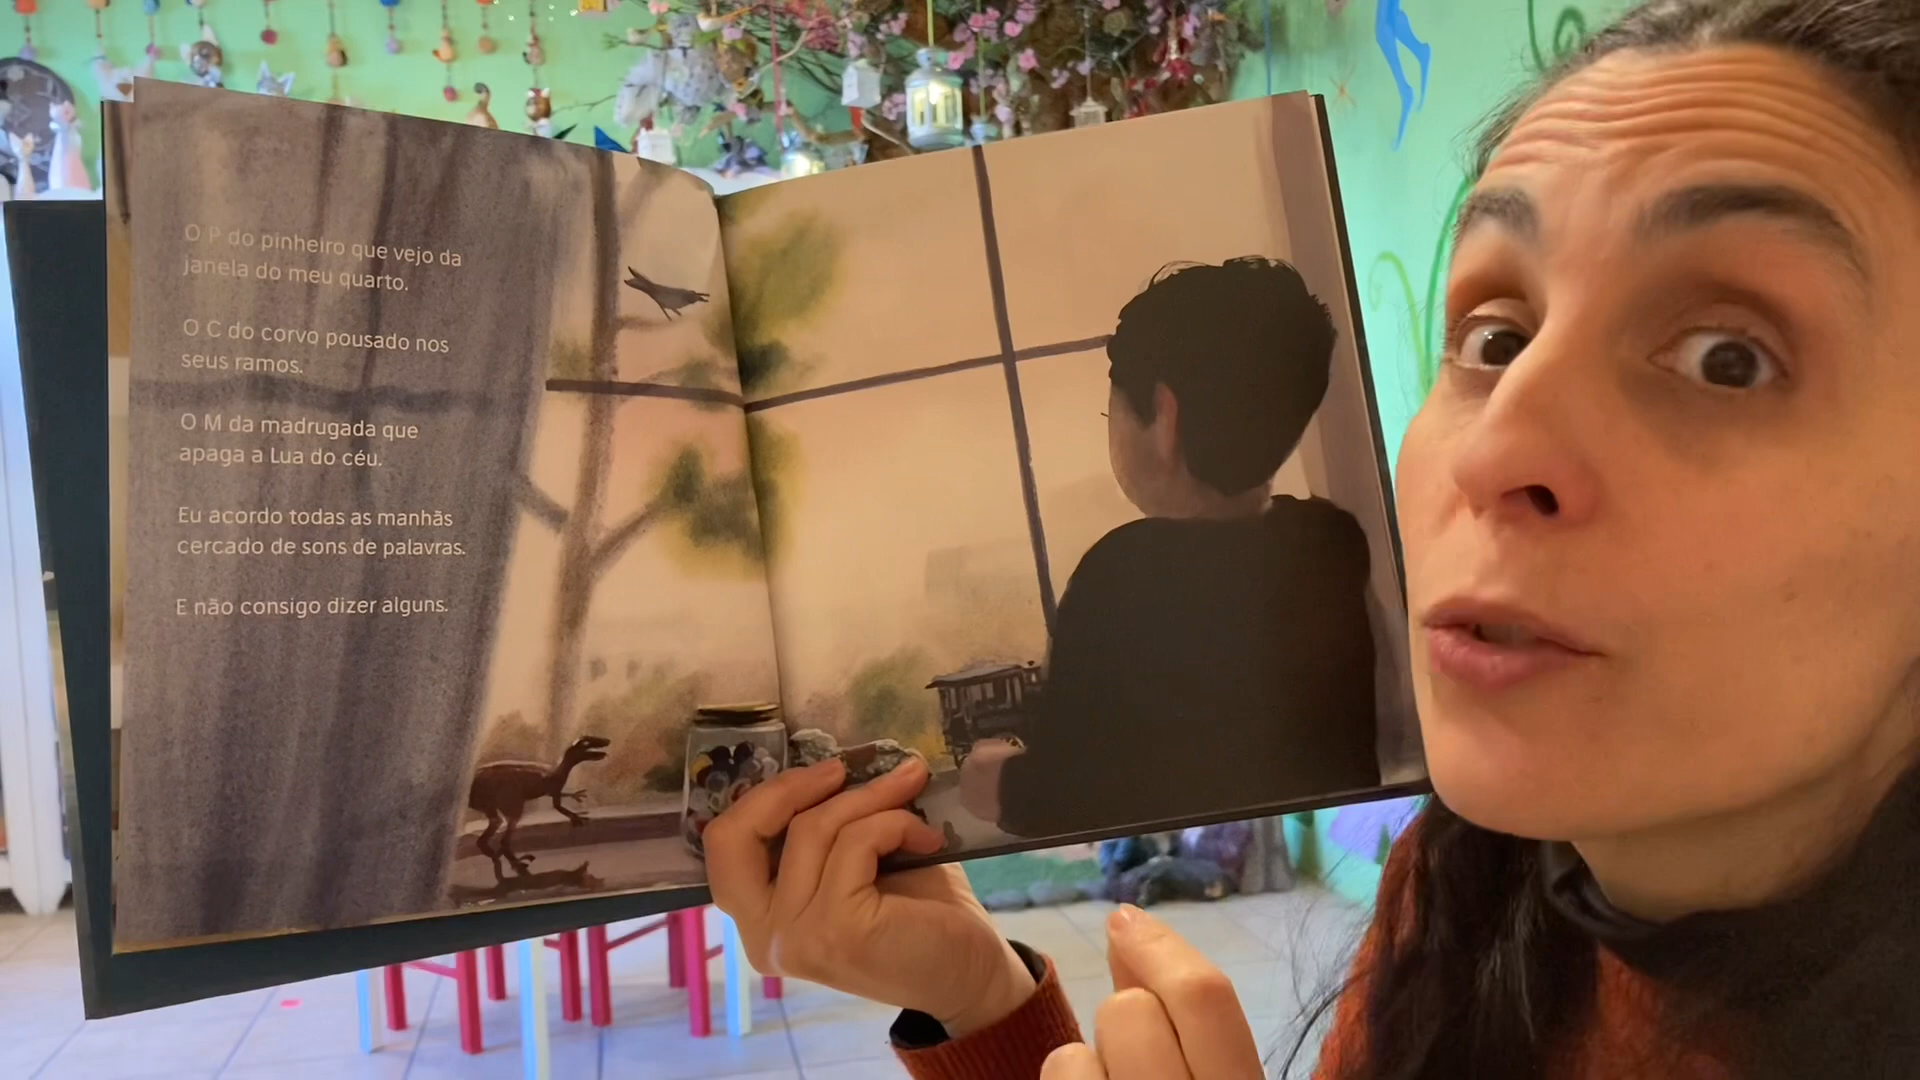 O P do pinheiro que vejo da
janela do meu quarto.
O C do corvo pousado nos
seus ramos.
O M da madrugada que
apaga a Lua do céu.
Eu acordo todas as manhãs
cercado de sons de palavras.
E não consigo dizer alguns.